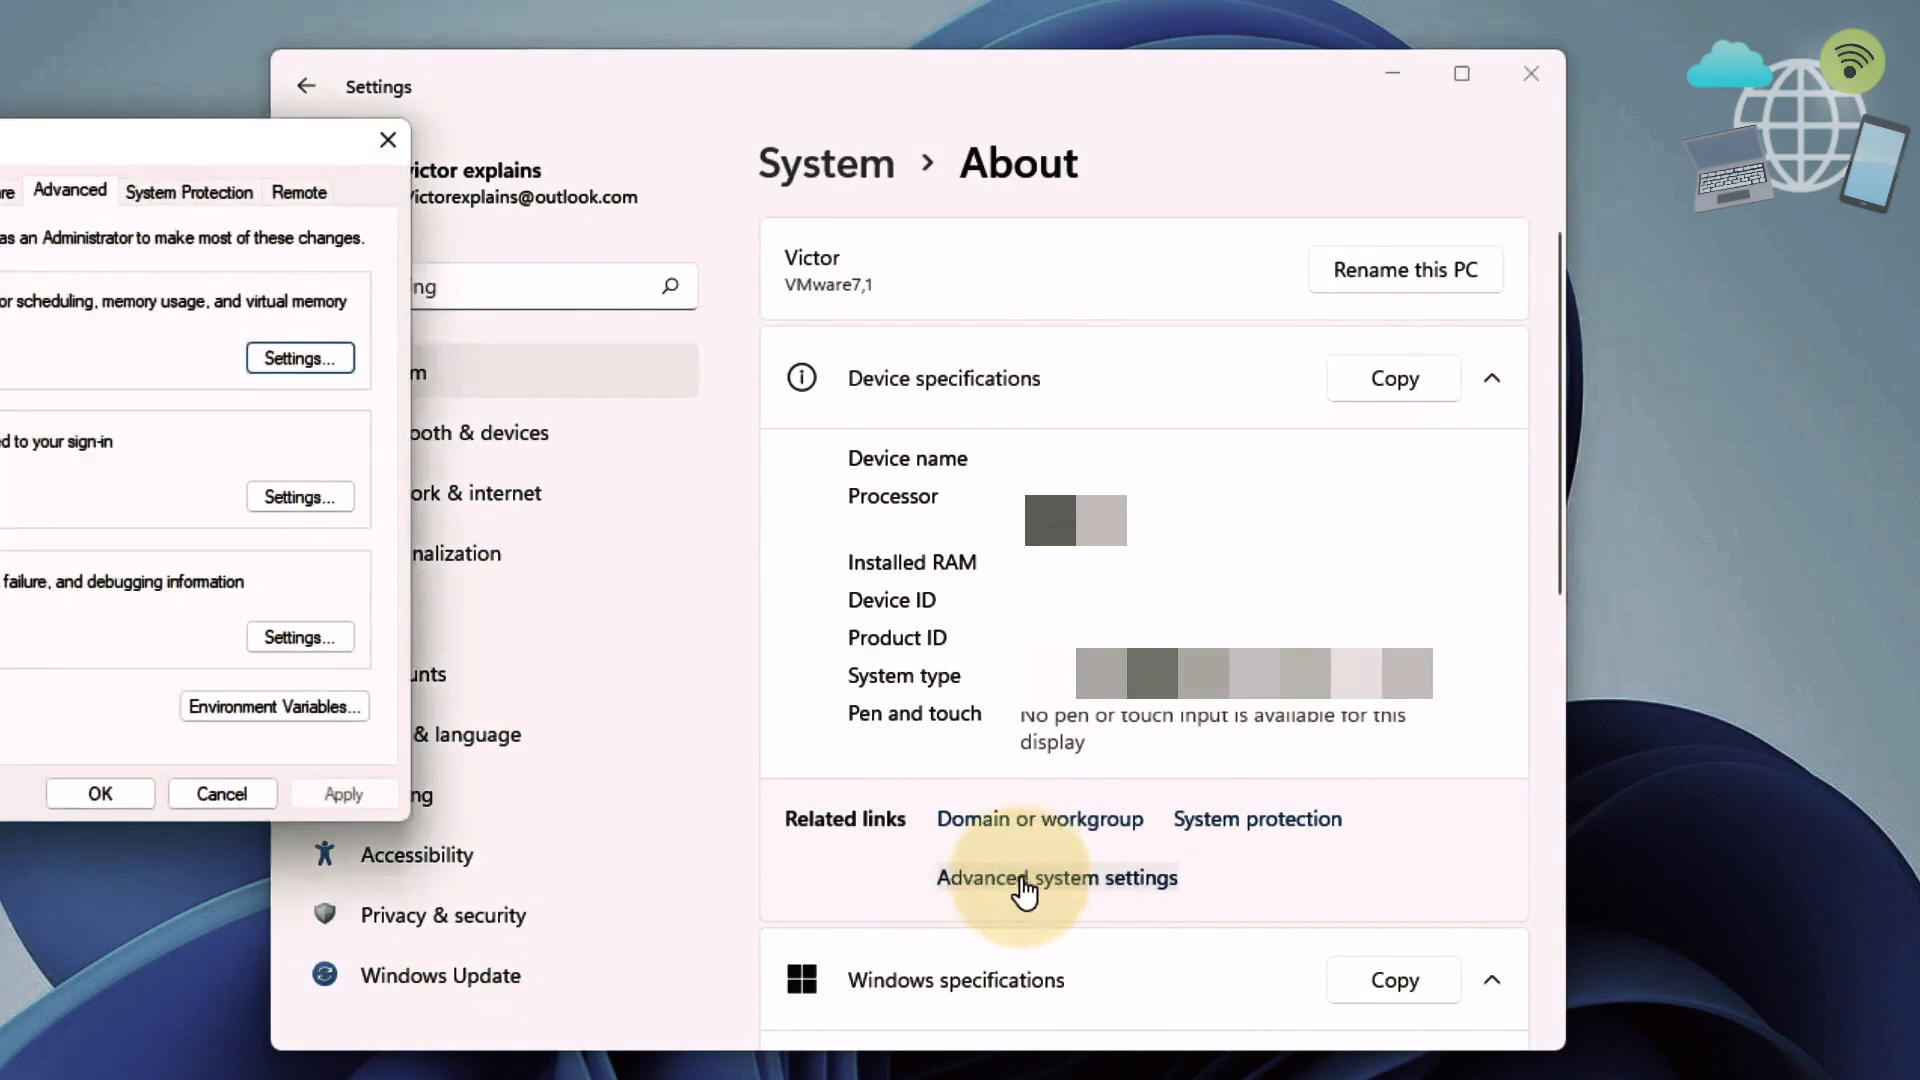 Settings
Advanced
System Protection
Remote
as an Administrator to make most of these changes.
or scheduling, memory usage, and virtual memory
Settings...
ed to your sign-in
Settings...
failure, and debugging information
Settings...
Environment Variables...
OK
Cancel
Apply
ictor explains
ictorexplains@outlook.com
ng
m
ooth & devices
ork & internet
nalization
unts
& language
ng
Accessibility
Privacy & security
Windows Update
System > About
Victor
VMware7,1
Rename this PC
Device specifications
Copy
Device name
Processor
Installed RAM
Device ID
Product ID
System type
Pen and touch
No pen or touch input is available for this
display
Related links
Domain or workgroup
System protection
Advanced system settings
Windows specifications
Copy